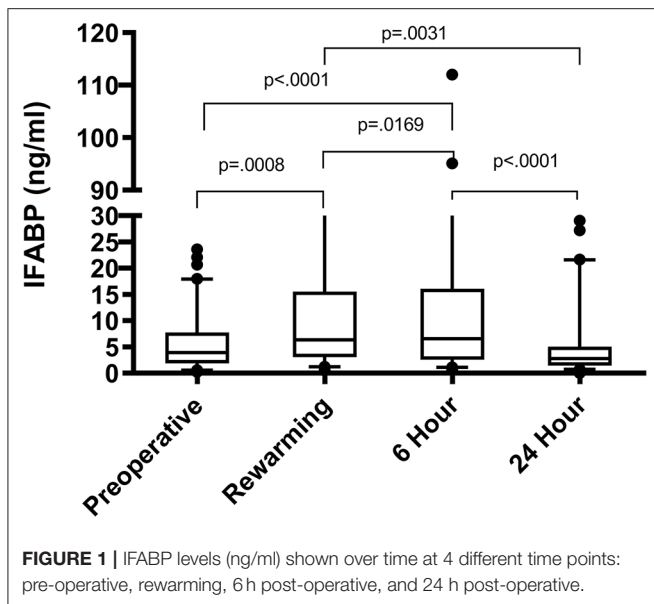 120
110
100
90
30
25
20
15
10
5
0
IFABP (ng/ml)
p=.0031
p<.0001
p=.0169
p=.0008
p<.0001
Preoperative
Rewarming
6 Hour
24 Hour
FIGURE 1 | IFABP levels (ng/ml) shown over time at 4 different time points:
pre-operative, rewarming, 6 h post-operative, and 24 h post-operative.